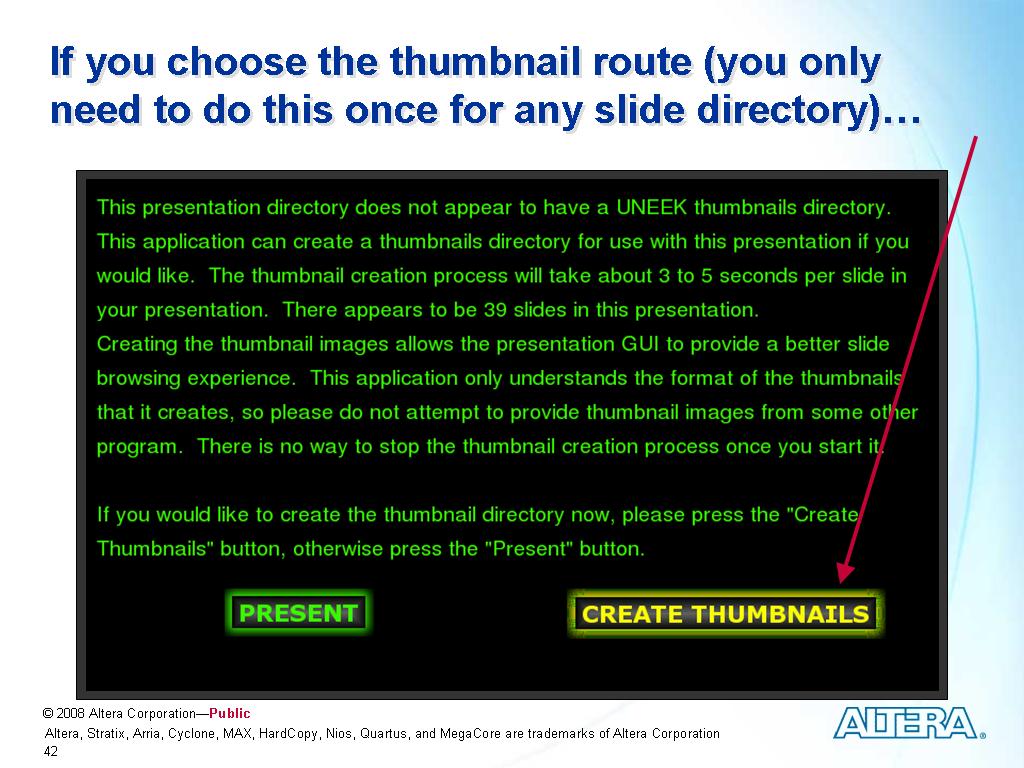 If you choose the thumbnail route (you only
need to do this once for any slide directory)…
This presentation directory does not appear to have a UNEEK thumbnails directory.
This application can create a thumbnails directory for use with this presentation if you
would like.  The thumbnail creation process will take about 3 to 5 seconds per slide in
your presentation.  There appears to be 39 slides in this presentation.
Creating the thumbnail images allows the presentation GUI to provide a better slide
browsing experience.  This application only understands the format of the thumbnails
that it creates, so please do not attempt to provide thumbnail images from some other
program.  There is no way to stop the thumbnail creation process once you start it.
If you would like to create the thumbnail directory now, please press the "Create
Thumbnails" button, otherwise press the "Present" button.
PRESENT
CREATE THUMBNAILS
© 2008 Altera Corporation—Public
Altera, Stratix, Arria, Cyclone, MAX, HardCopy, Nios, Quartus, and MegaCore are trademarks of Altera Corporation
42
ALTERA®